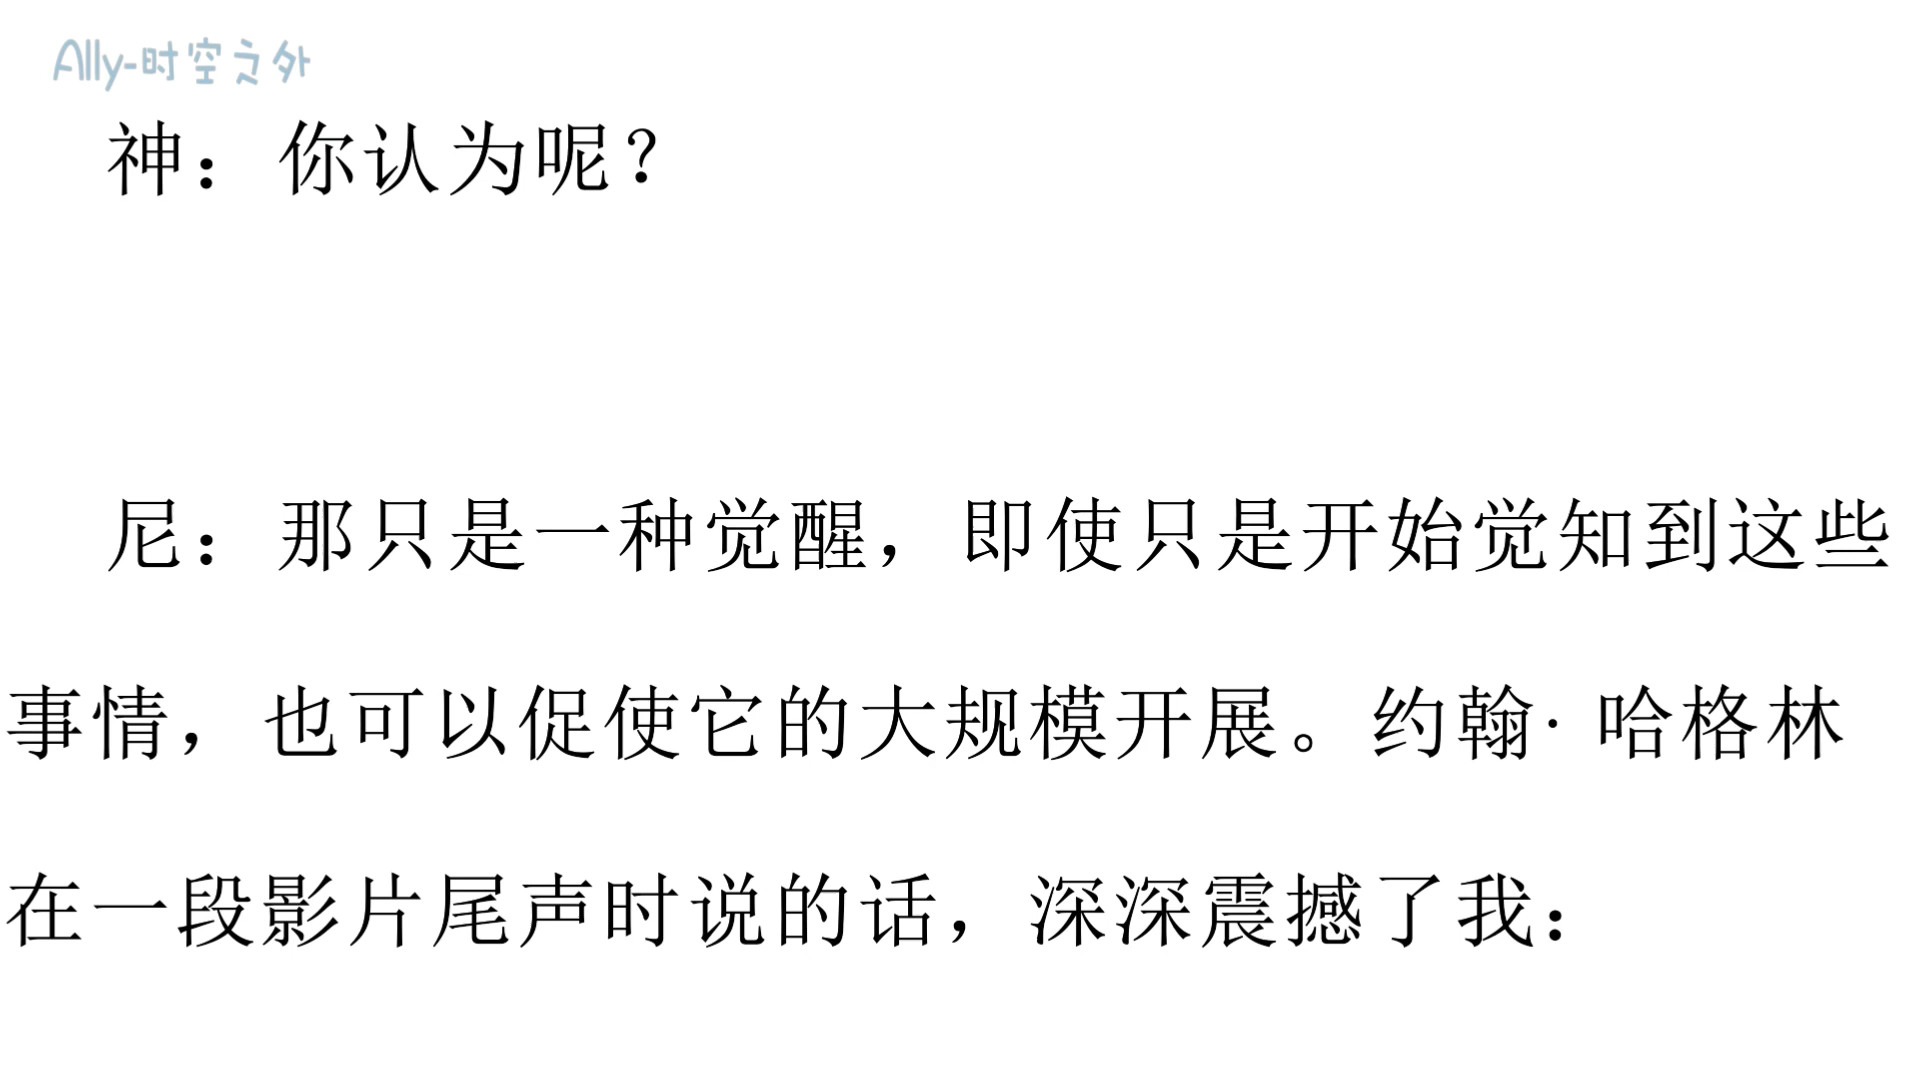 Ally-时空之外
神：你认为呢？
尼：那只是一种觉醒，即使只是开始觉知到这些
事情，也可以促使它的大规模开展。约翰· 哈格林
在一段影片尾声时说的话，深深震撼了我：